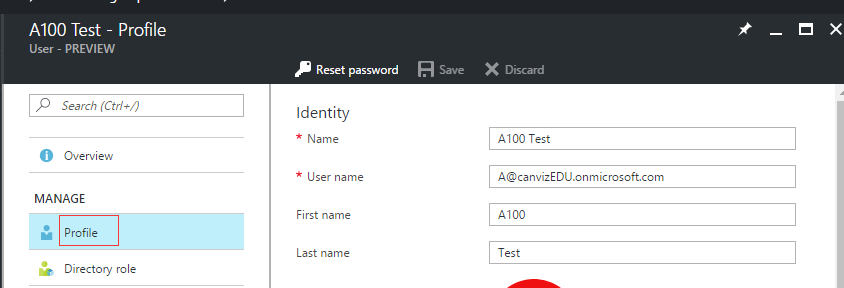 A100 Test - Profile
User - PREVIEW
Reset password Save Discard
Search (Ctrl+/)
Overview
MANAGE
Profile
Directory role
Identity
* Name A100 Test
* User name A@canvizEDU.onmicrosoft.com
First name A100
Last name Test